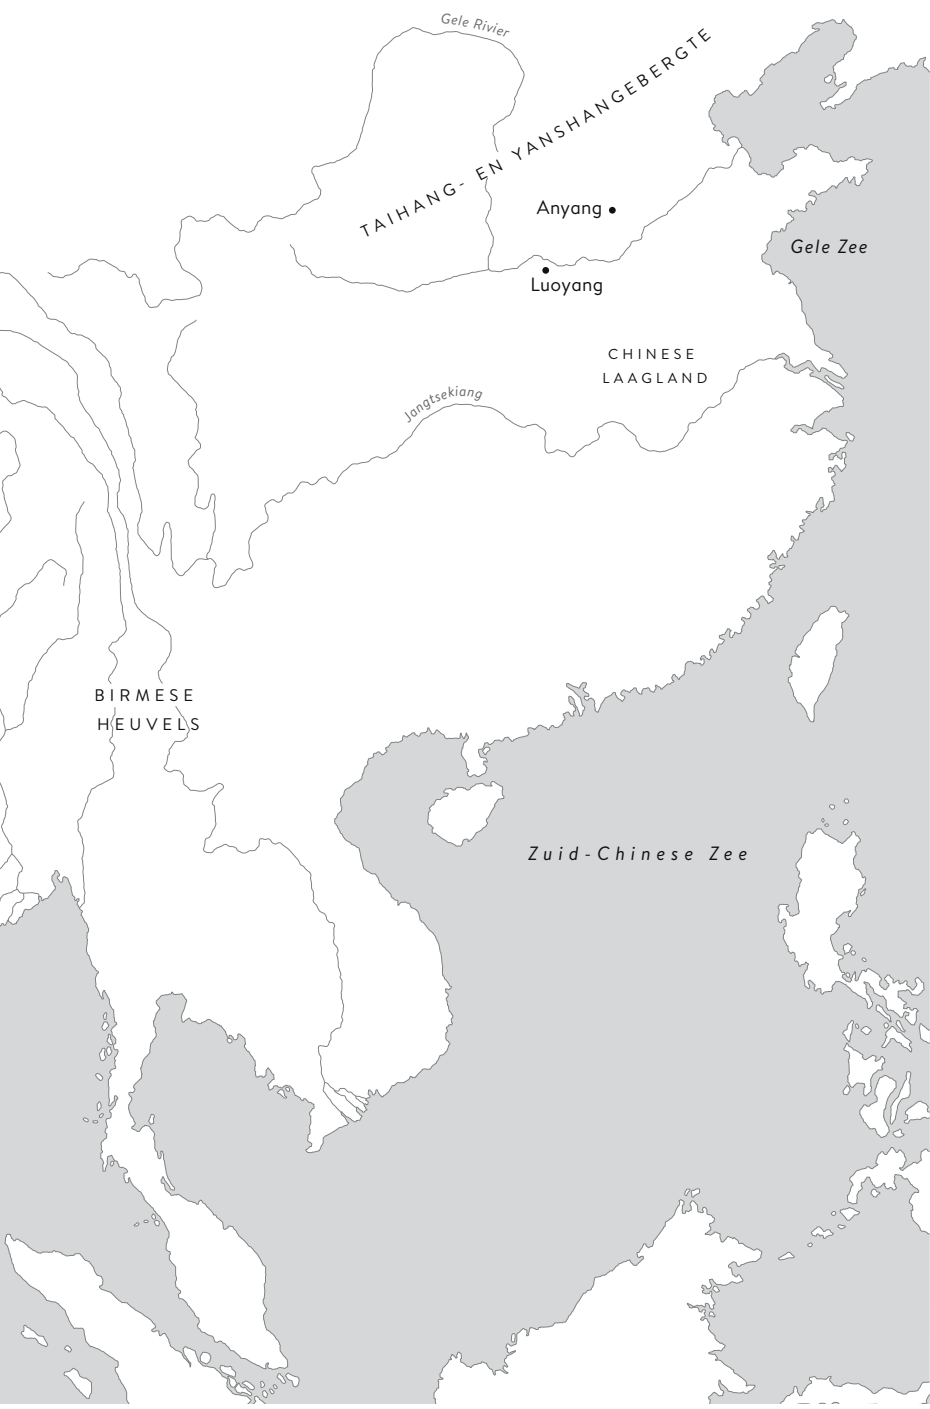 Gele Rivier
TAIHANG- EN YANSHANGEBERGTE
Anyang
Gele Zee
Luoyang
CHINESE
LAAGLAND
Jangtsekiang
BIRMESE
HEUVELS
Zuid-Chinese Zee